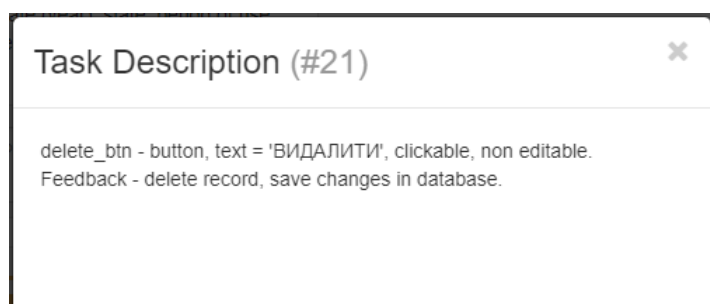 Task Description (#21)
delete_btn - button, text = 'ВИДАЛИТИ', clickable, non editable.
Feedback - delete record, save changes in database.